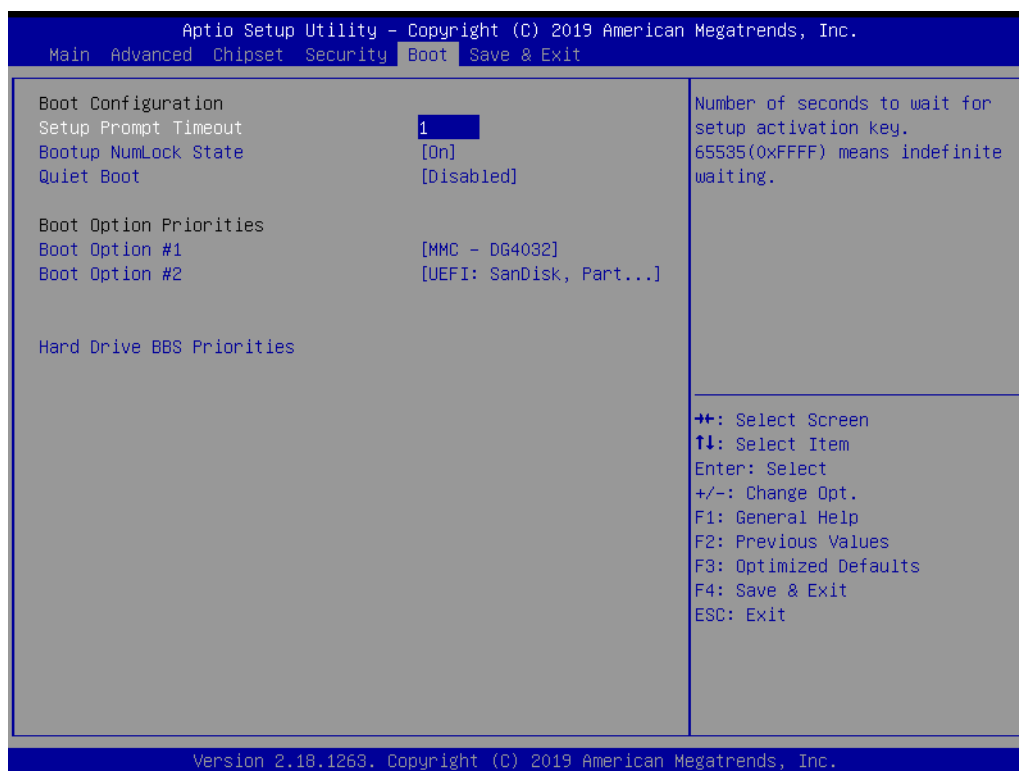 Aptio Setup Utility – Copyright (C) 2019 American Megatrends, Inc.
Main Advanced Chipset Security Boot Save & Exit
Boot Configuration
Setup Prompt Timeout 1
Bootup NumLock State [On]
Quiet Boot [Disabled]
Boot Option Priorities
Boot Option #1 [MMC – DG4032]
Boot Option #2 [UEFI: SanDisk, Part...]
Hard Drive BBS Priorities
Number of seconds to wait for
setup activation key.
65535(0xFFFF) means indefinite
waiting.
→←: Select Screen
↑↓: Select Item
Enter: Select
+/-: Change Opt.
F1: General Help
F2: Previous Values
F3: Optimized Defaults
F4: Save & Exit
ESC: Exit
Version 2.18.1263. Copyright (C) 2019 American Megatrends, Inc.